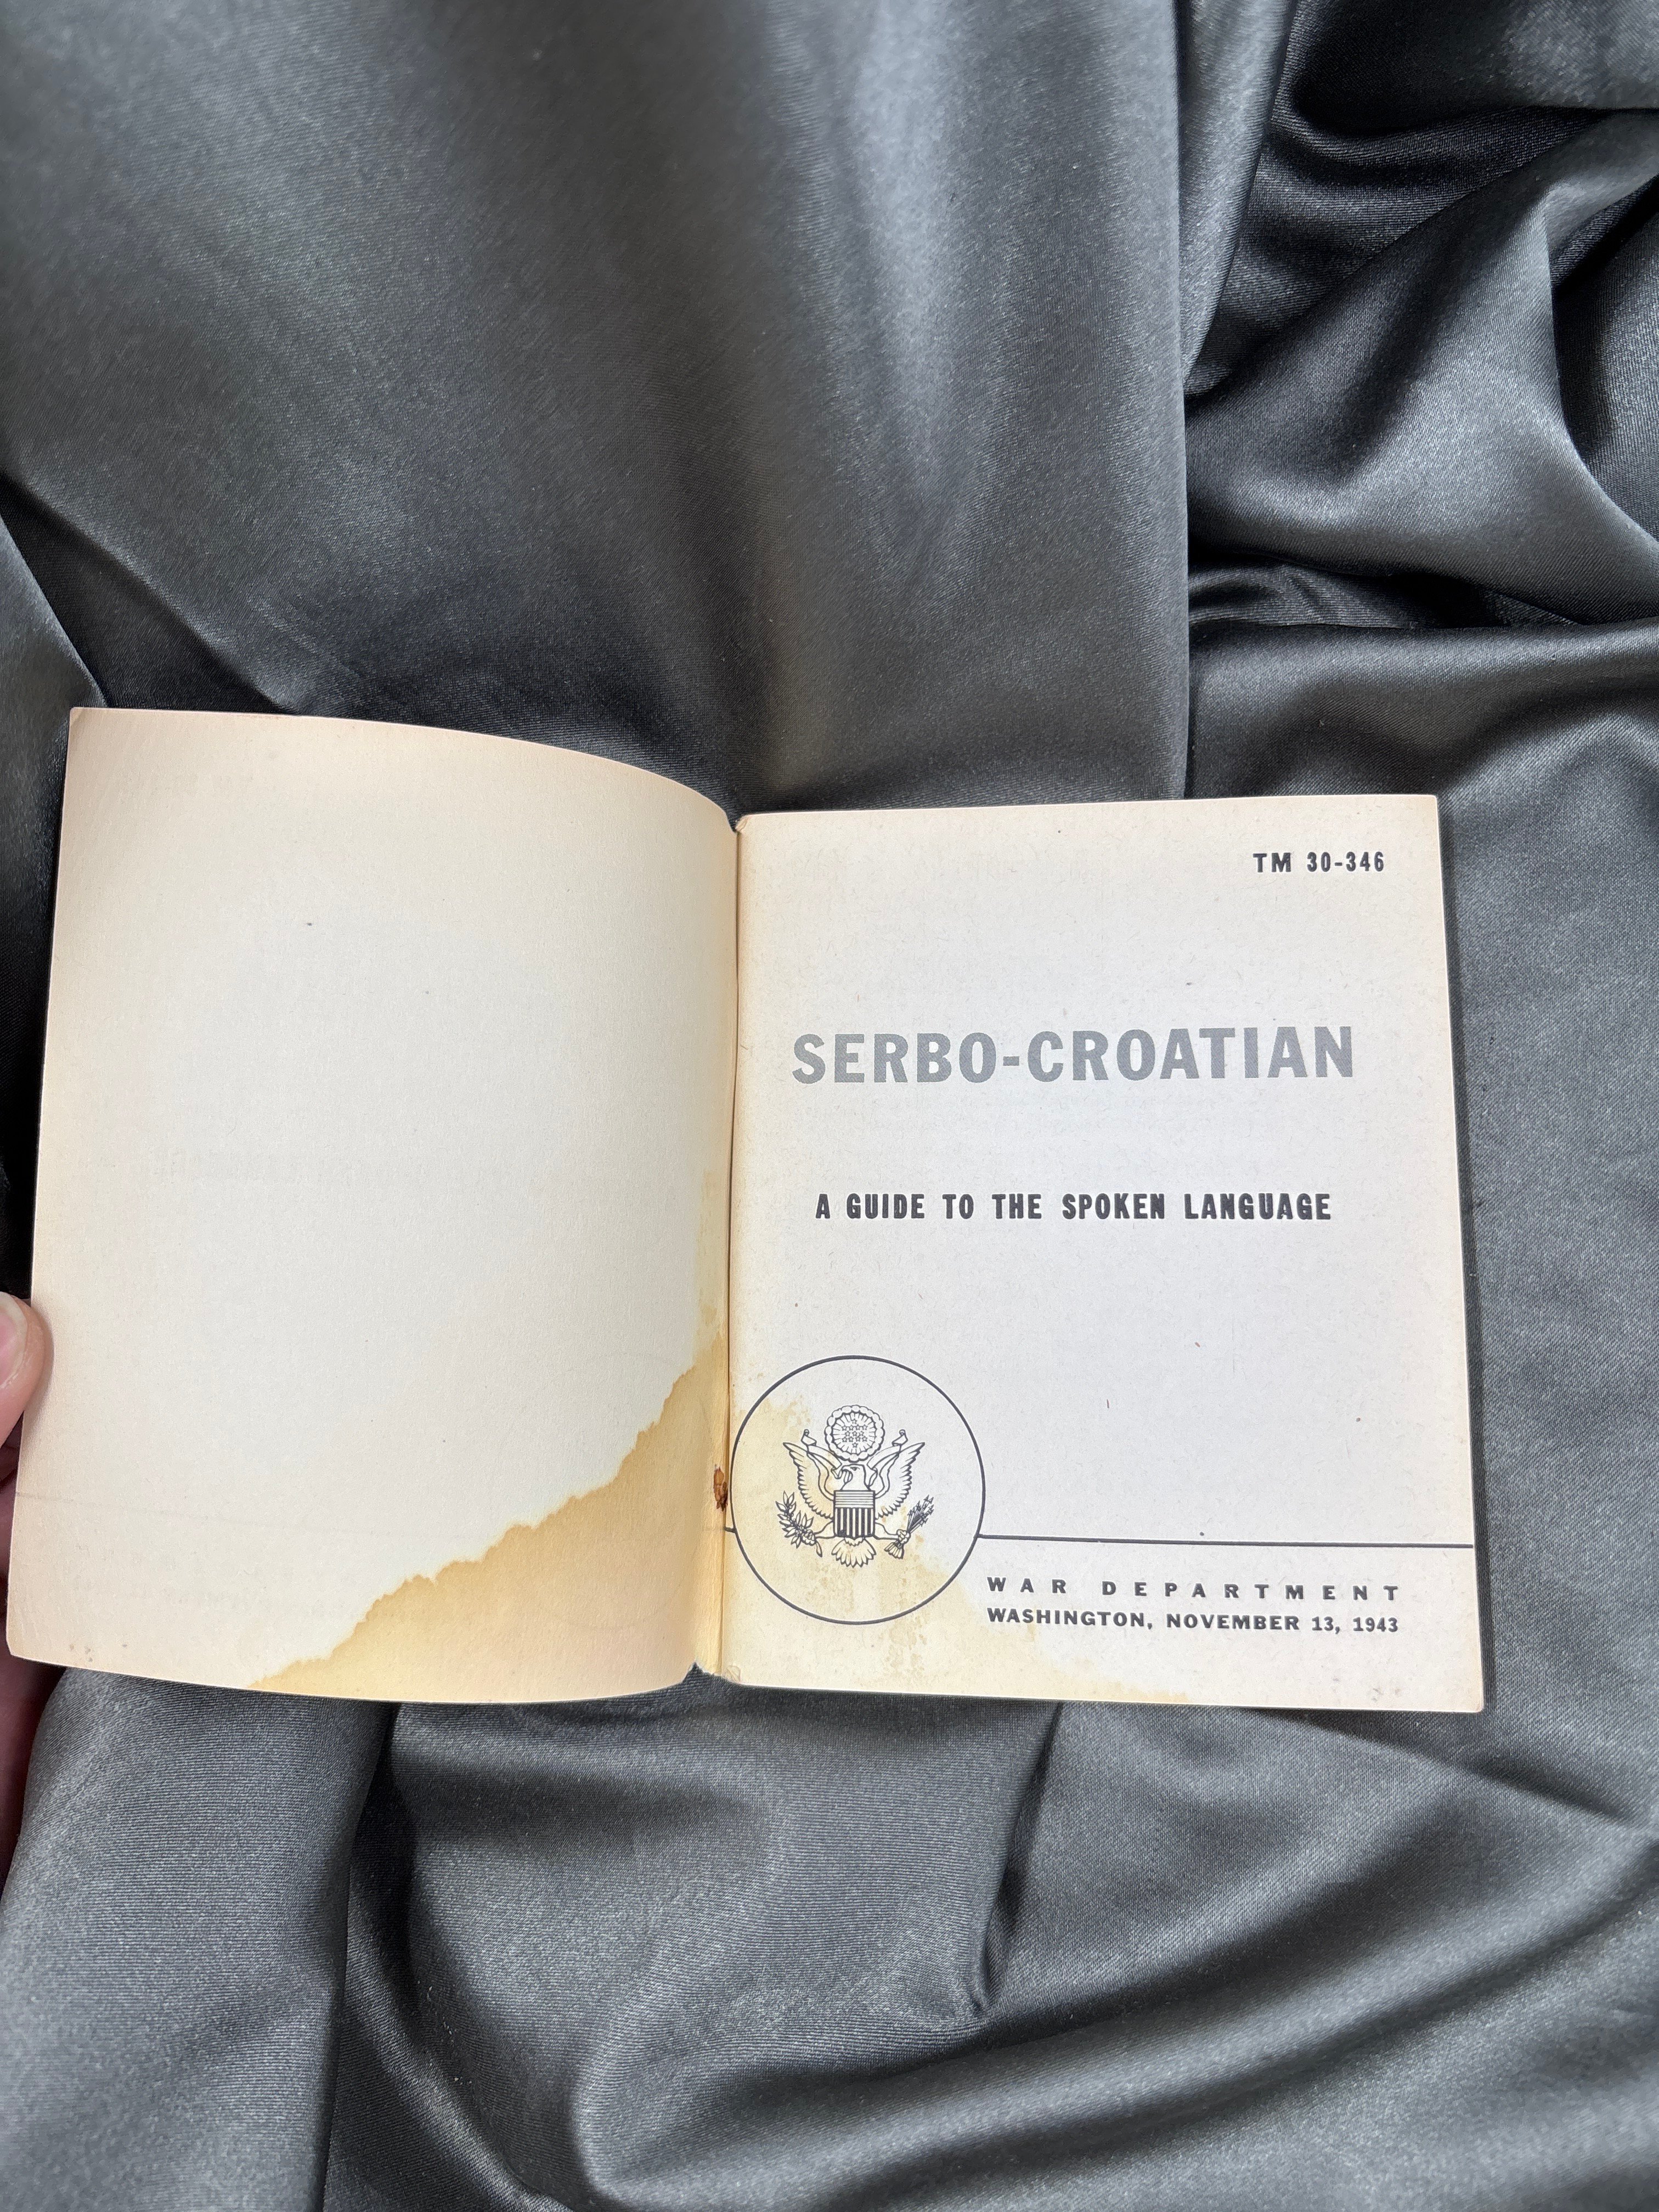 TM 30-346
SERBO-CROATIAN
A GUIDE TO THE SPOKEN LANGUAGE
WAR DEPARTMENT
WASHINGTON, NOVEMBER 13, 1943